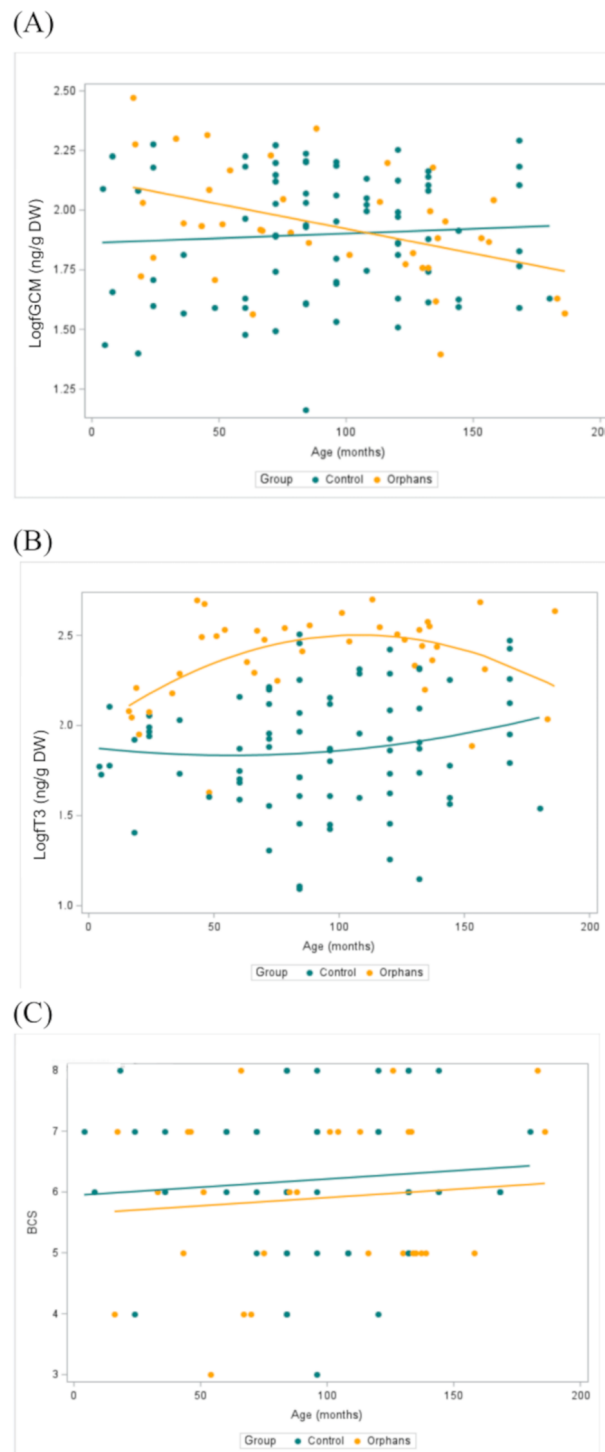 (A)
2.50
2.25
2.00
1.75
1.50
1.25
LogfGCM (ng/g DW)
0 50 100 150 200
Age (months)
Group Control Orphans
(B)
2.5
2.0
1.5
1.0
LogfT3 (ng/g DW)
0 50 100 150 200
Age (months)
Group Control Orphans
(C)
8
7
6
5
4
3
BCS
0 50 100 150 200
Age (months)
Group Control Orphans